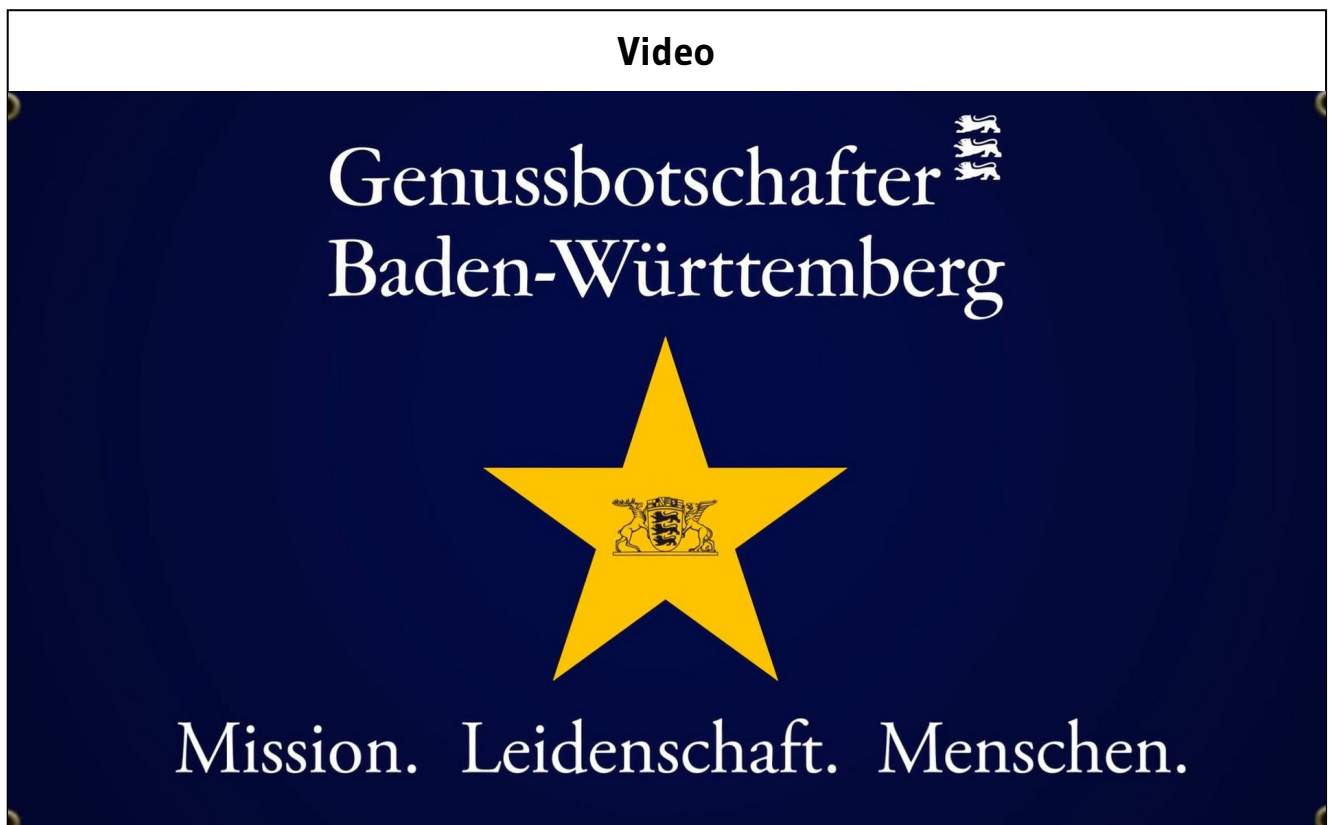 Video
Genussbotschafter
Baden-Württemberg
Mission. Leidenschaft. Menschen.